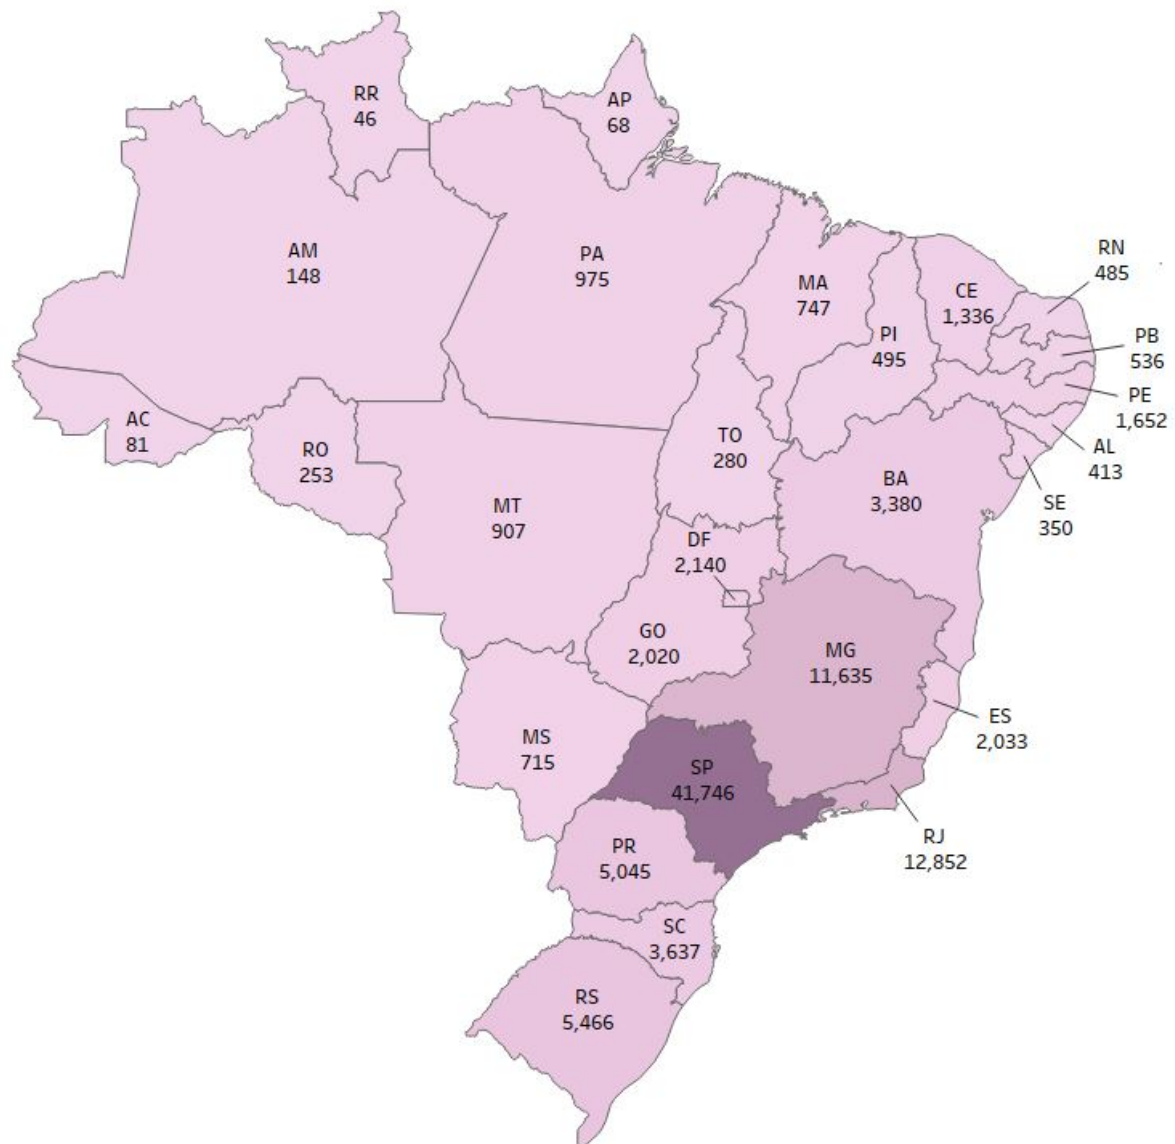 RR
46
AP
68
AM
148
PA
975
MA
747
PI
495
CE
1,336
RN
485
PB
536
PE
1,652
AL
413
SE
350
AC
81
RO
253
MT
907
TO
280
BA
3,380
DF
2,140
GO
2,020
MG
11,635
ES
2,033
MS
715
SP
41,746
RJ
12,852
PR
5,045
SC
3,637
RS
5,466